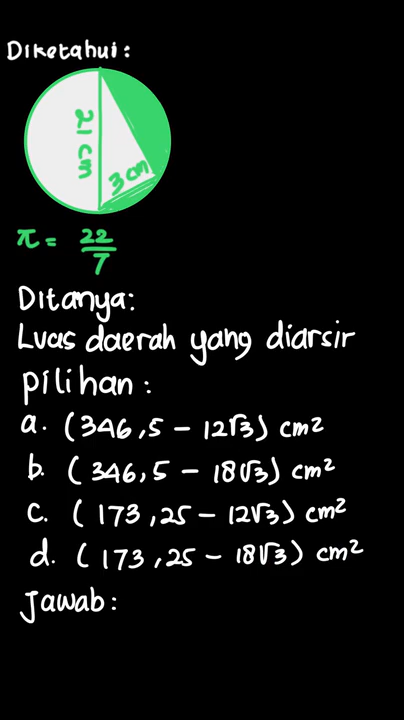 Diketahui:
21 cm
3 cm
π = 22/7
Ditanya:
Luas daerah yang diarsir
pilihan:
a. (346,5 - 12√3) cm²
b. (346,5 - 18√3) cm²
c. (173,25 - 12√3) cm²
d. (173,25 - 18√3) cm²
Jawab: